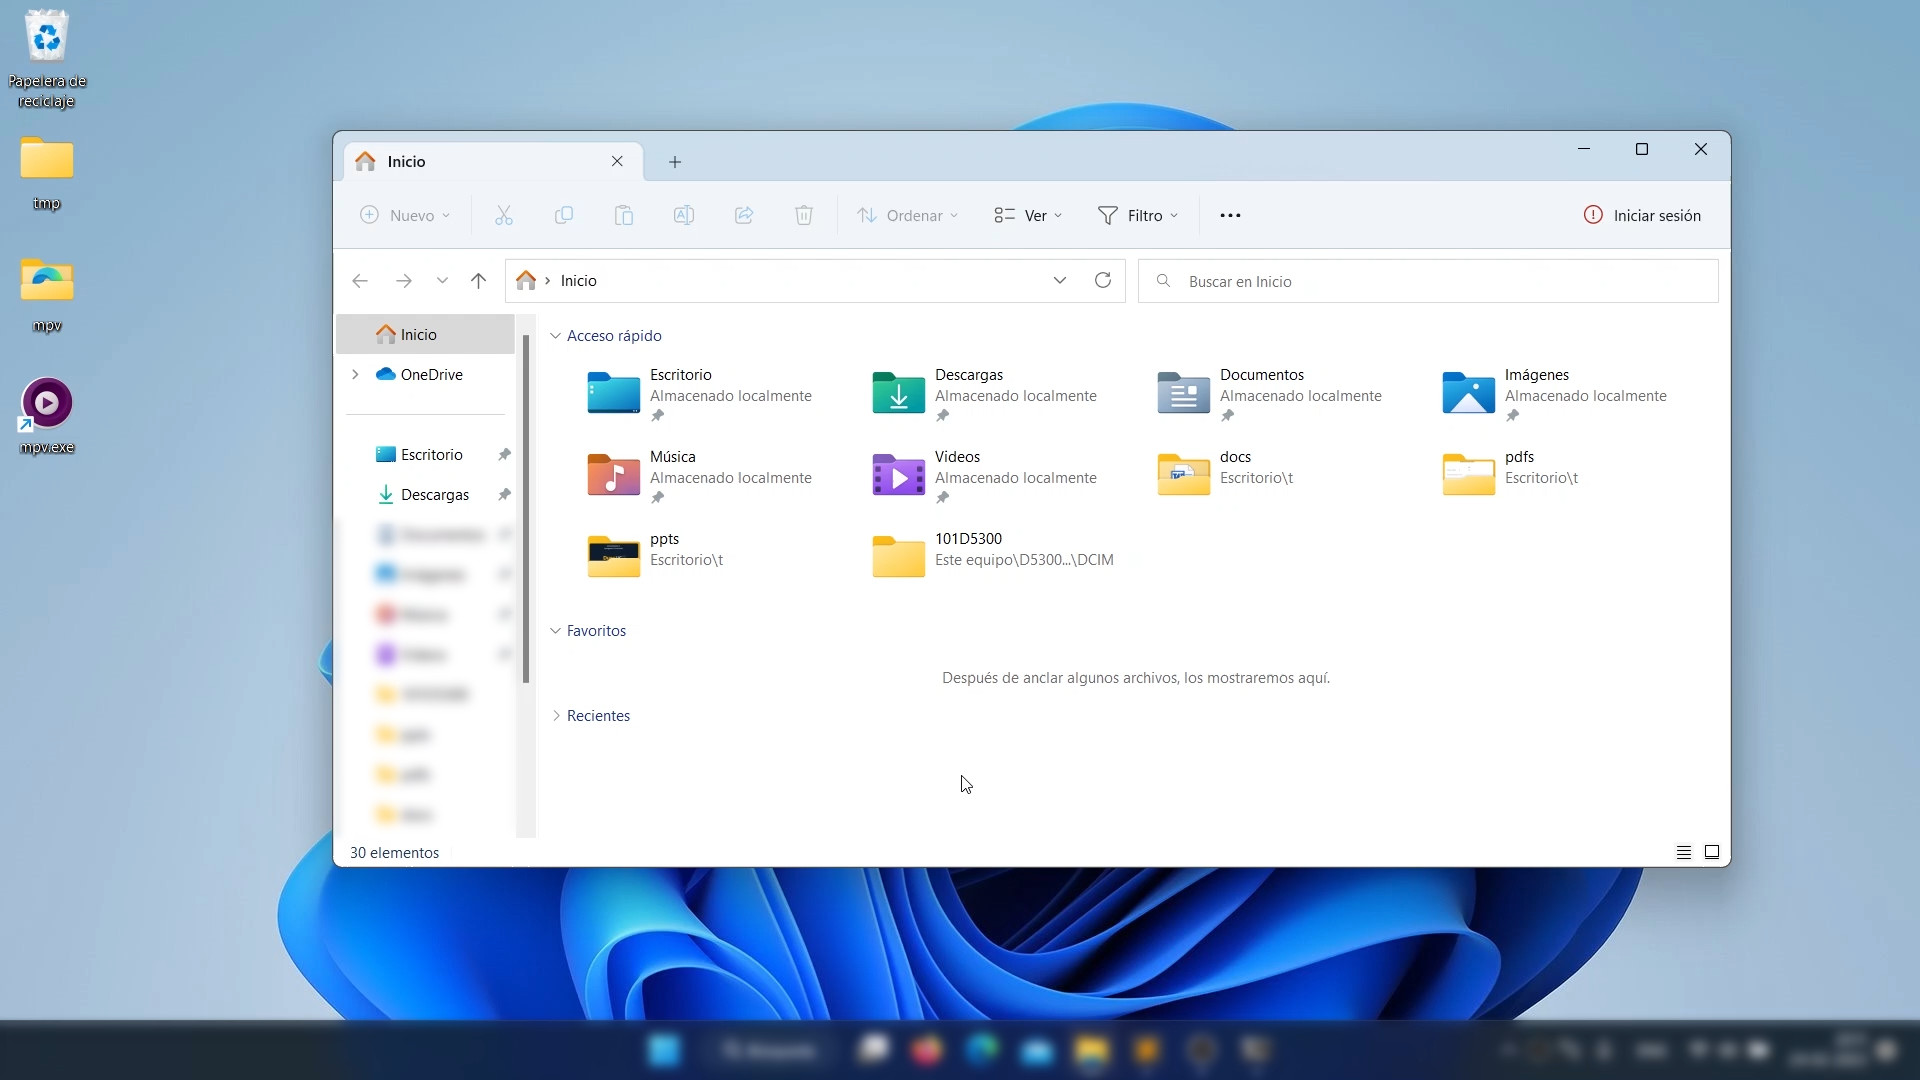 Papelera de
reciclaje
tmp
mpv
mpv.exe
Inicio
Nuevo
Ordenar
Ver
Filtro
Iniciar sesión
Inicio
Buscar en Inicio
Inicio
OneDrive
Escritorio
Descargas
Acceso rápido
Escritorio
Almacenado localmente
Descargas
Almacenado localmente
Documentos
Almacenado localmente
Imágenes
Almacenado localmente
Música
Almacenado localmente
Videos
Almacenado localmente
docs
Escritorio\t
pdfs
Escritorio\t
ppts
Escritorio\t
101D5300
Este equipo\D5300...\DCIM
Favoritos
Después de anclar algunos archivos, los mostraremos aquí.
Recientes
30 elementos